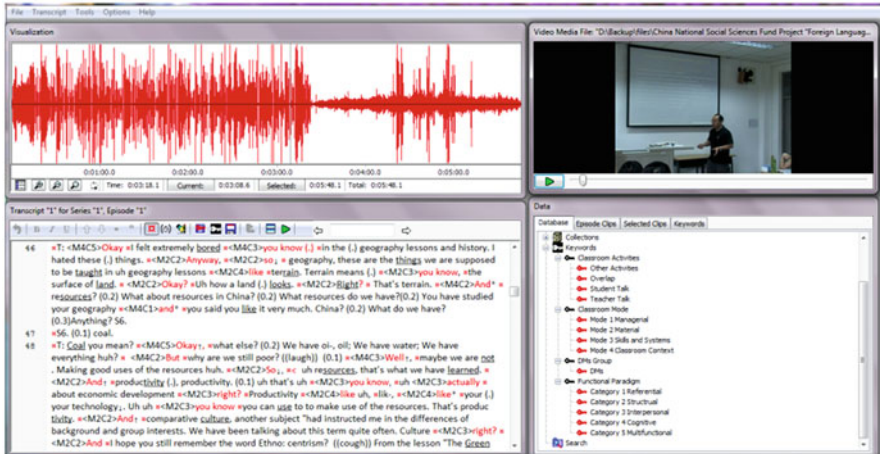 File Transcript Tools Options Help
Visualization
0:01:00.0 0:02:00.0 0:03:00.0 0:04:00.0 0:05:00.0
Time: 0:03:18.1 Current: 0:03:08.6 Selected: 0:05:48.1 Total: 0:05:48.1
Video Media File: "D:\Backup\files\China National Social Sciences Fund Project "Foreign Languag...
Transcript "1" for Series "1", Episode "1"
46 ¤T: <M4C5>Okay ¤I felt extremely bored ¤<M4C3>you know (.) ¤in the (.) geography lessons and history. I
hated these (.) things. ¤<M2C2>Anyway, ¤<M2C2>so↓ ¤ geography, these are the things we are supposed
to be taught in uh geography lessons ¤<M2C4>like ¤terrain. Terrain means (.) ¤<M2C3>you know, ¤the
surface of land. ¤ <M2C2>Okay? ¤Uh how a land (.) looks. ¤<M2C2>Right? ¤ That's terrain. ¤<M4C2>And* ¤
resources? (0.2) What about resources in China? (0.2) What resources do we have?(0.2) You have studied
your geography ¤<M4C1>and* ¤you said you like it very much. China? (0.2) What do we have?
(0.3)Anything? S6.
47 ¤S6. (0.1) coal.
48 ¤T: Coal you mean? ¤<M4C5>Okay↑, ¤what else? (0.2) We have oi-, oil; We have water; We have
everything huh? ¤ <M4C2>But ¤why are we still poor? ((laugh)) (0.1) ¤<M4C3>Well↑, ¤maybe we are not
. Making good uses of the resources huh. ¤<M2C2>So↓, ¤< uh resources, that's what we have learned. ¤
<M2C2>And↑ ¤productivity (.), productivity. (0.1) uh that's uh ¤<M2C3>you know, ¤uh <M2C3>actually ¤
about economic development ¤<M2C3>right? ¤Productivity ¤<M4C4>like uh, ¤lik-, ¤<M4C4>like* ¤your (.)
your technology↓. Uh uh ¤<M2C3>you know ¤you can use to to make use of the resources. That's produc
tivity. ¤<M2C2>And↑ ¤comparative culture, another subject "had instructed me in the differences of
background and group interests. We have been talking about this term quite often. Culture ¤<M2C3>right? ¤
<M2C2>And ¤I hope you still remember the word Ethno: centrism? ((cough)) From the lesson "The Green
Data
Database Episode Clips Selected Clips Keywords
Collections
Keywords
Classroom Activities
Other Activities
Overlap
Student Talk
Teacher Talk
Classroom Mode
Mode 1 Managerial
Mode 2 Material
Mode 3 Skills and Systems
Mode 4 Classroom Context
DMs Group
DMs
Functional Paradigm
Category 1 Referential
Category 2 Structrual
Category 3 Interpersonal
Category 4 Cognitive
Category 5 Multifunctional
Search